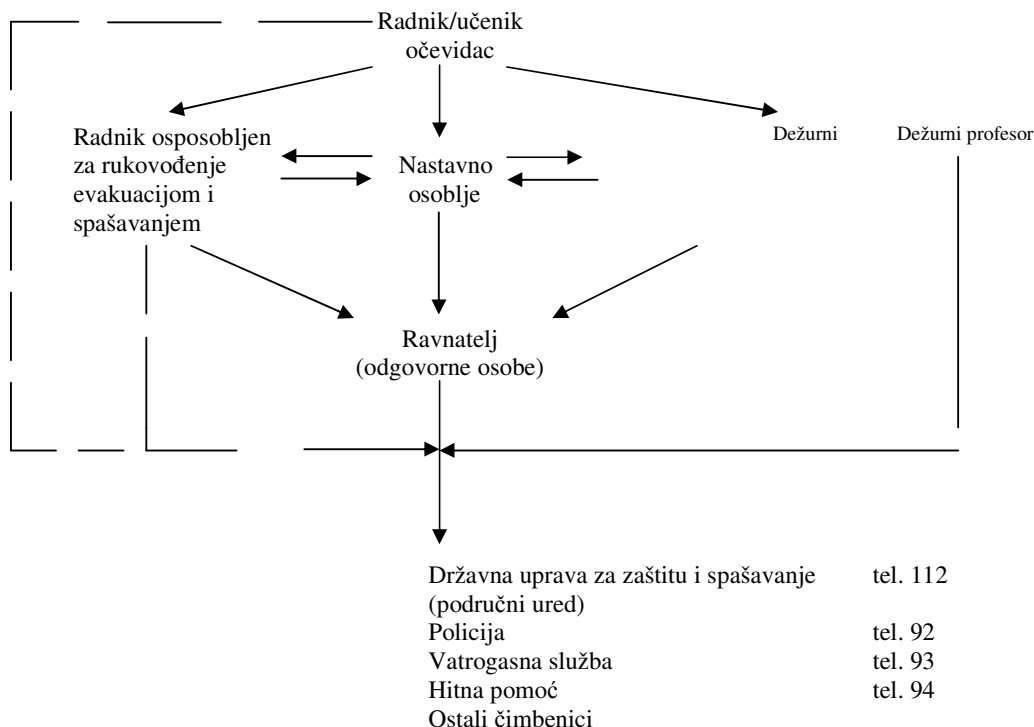 Radnik/učenik
očevidac
Radnik osposobljen
za rukovođenje
evakuacijom i
spašavanjem
Nastavno
osoblje
Dežurni
Dežurni profesor
Ravnatelj
(odgovorne osobe)
Državna uprava za zaštitu i spašavanje tel. 112
(područni ured)
Policija tel. 92
Vatrogasna služba tel. 93
Hitna pomoć tel. 94
Ostali čimbenici